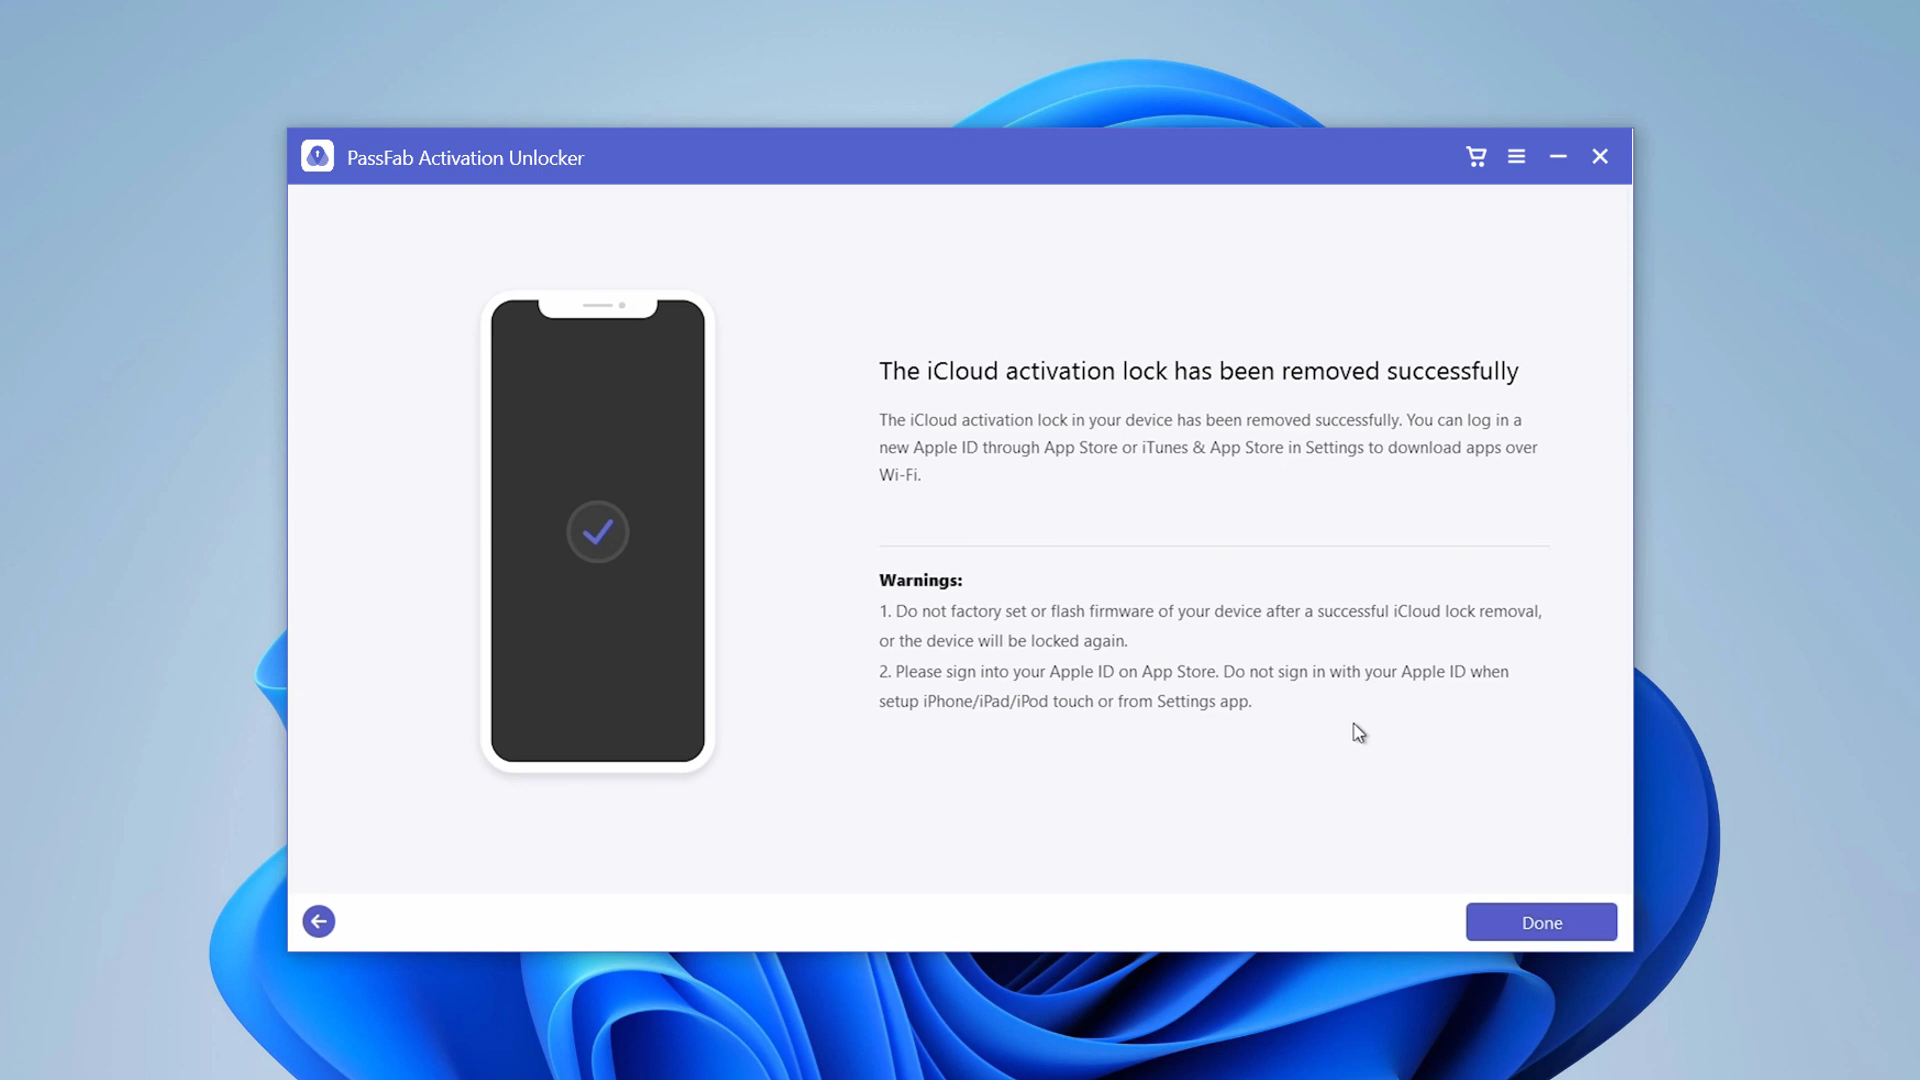 PassFab Activation Unlocker
The iCloud activation lock has been removed successfully
The iCloud activation lock in your device has been removed successfully. You can log in a
new Apple ID through App Store or iTunes & App Store in Settings to download apps over
Wi-Fi.
Warnings:
1. Do not factory set or flash firmware of your device after a successful iCloud lock removal,
or the device will be locked again.
2. Please sign into your Apple ID on App Store. Do not sign in with your Apple ID when
setup iPhone/iPad/iPod touch or from Settings app.
Done